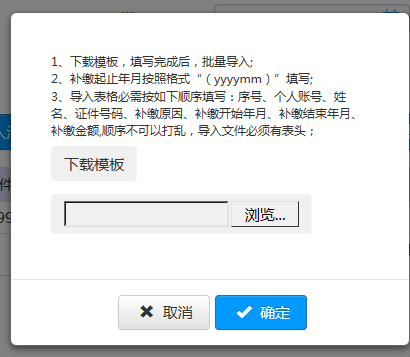 1、下载模板，填写完成后，批量导入;
2、补缴起止年月按照格式“（yyyymm）”填写;
3、导入表格必需按如下顺序填写：序号、个人账号、姓
名、证件号码、补缴原因、补缴开始年月、补缴结束年月、
补缴金额,顺序不可以打乱，导入文件必须有表头；
下载模板
浏览...
取消 确定